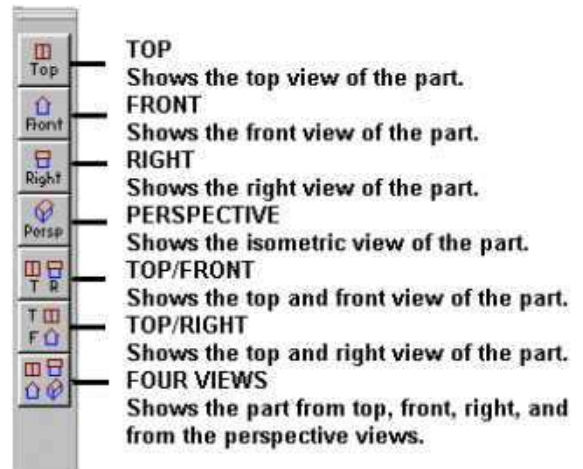 Top
TOP
Shows the top view of the part.
Front
FRONT
Shows the front view of the part.
Right
RIGHT
Shows the right view of the part.
Persp
PERSPECTIVE
Shows the isometric view of the part.
T R
TOP/FRONT
Shows the top and front view of the part.
T
F
TOP/RIGHT
Shows the top and right view of the part.
FOUR VIEWS
Shows the part from top, front, right, and
from the perspective views.